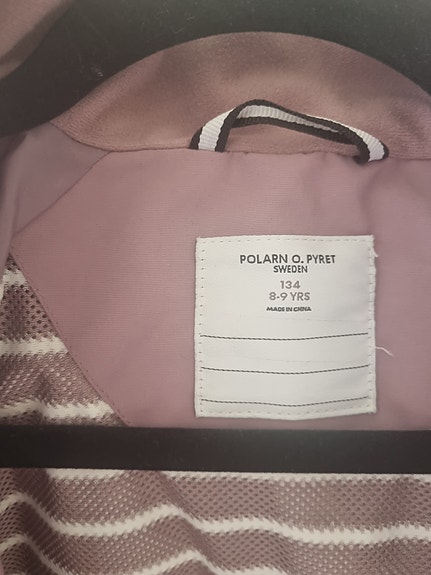 POLARN O. PYRET
SWEDEN
134
8-9 YRS
MADE IN CHINA